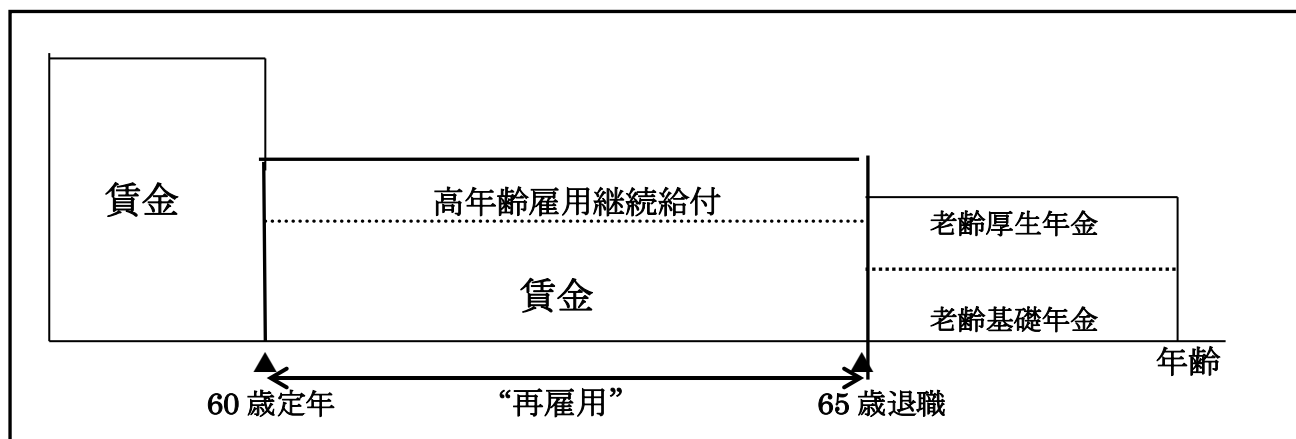 賃金
高年齢雇用継続給付
賃金
老齢厚生年金
老齢基礎年金
年齢
60歳定年
“再雇用”
65歳退職